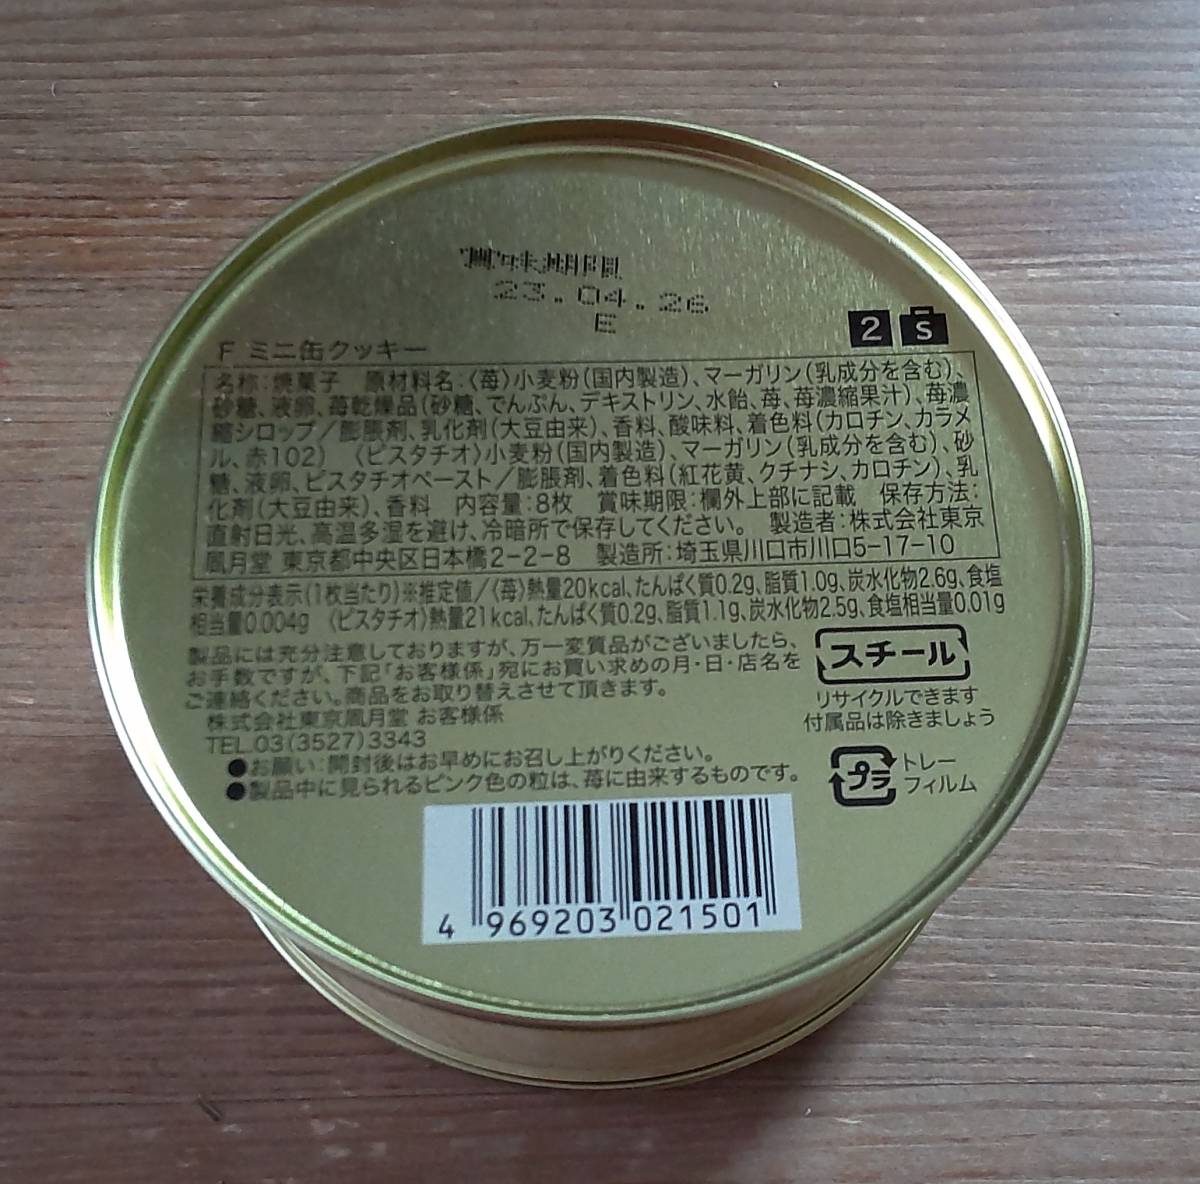 賞味期限
23.04.26
E
2 S
F ミニ缶クッキー
名称:焼菓子 原材料名:〈苺〉小麦粉(国内製造)、マーガリン(乳成分を含む)、
砂糖、液卵、苺乾燥品(砂糖、でんぷん、デキストリン、水飴、苺、苺濃縮果汁)、苺濃
縮シロップ/膨脹剤、乳化剤(大豆由来)、香料、酸味料、着色料(カロチン、カラメ
ル、赤102) 〈ピスタチオ〉小麦粉(国内製造)、マーガリン(乳成分を含む)、砂
糖、液卵、ピスタチオペースト/膨脹剤、着色料(紅花黄、クチナシ、カロチン)、乳
化剤(大豆由来)、香料 内容量:8枚 賞味期限:欄外上部に記載 保存方法:
直射日光、高温多湿を避け、冷暗所で保存してください。 製造者:株式会社東京
凮月堂 東京都中央区日本橋2-2-8 製造所:埼玉県川口市川口5-17-10
栄養成分表示(1枚当たり)※推定値/〈苺〉熱量20kcal、たんぱく質0.2g、脂質1.0g、炭水化物2.6g、食塩
相当量0.004g 〈ピスタチオ〉熱量21kcal、たんぱく質0.2g、脂質1.1g、炭水化物2.5g、食塩相当量0.01g
製品には充分注意しておりますが、万一変質品がございましたら、
お手数ですが、下記「お客様係」宛にお買い求めの月・日・店名を
ご連絡ください。商品をお取り替えさせて頂きます。
株式会社東京凮月堂 お客様係
TEL.03(3527)3343
●お願い:開封後はお早めにお召し上がりください。
●製品中に見られるピンク色の粒は、苺に由来するものです。
スチール
リサイクルできます
付属品は除きましょう
プラ
トレー
フィルム
4 969203 021501